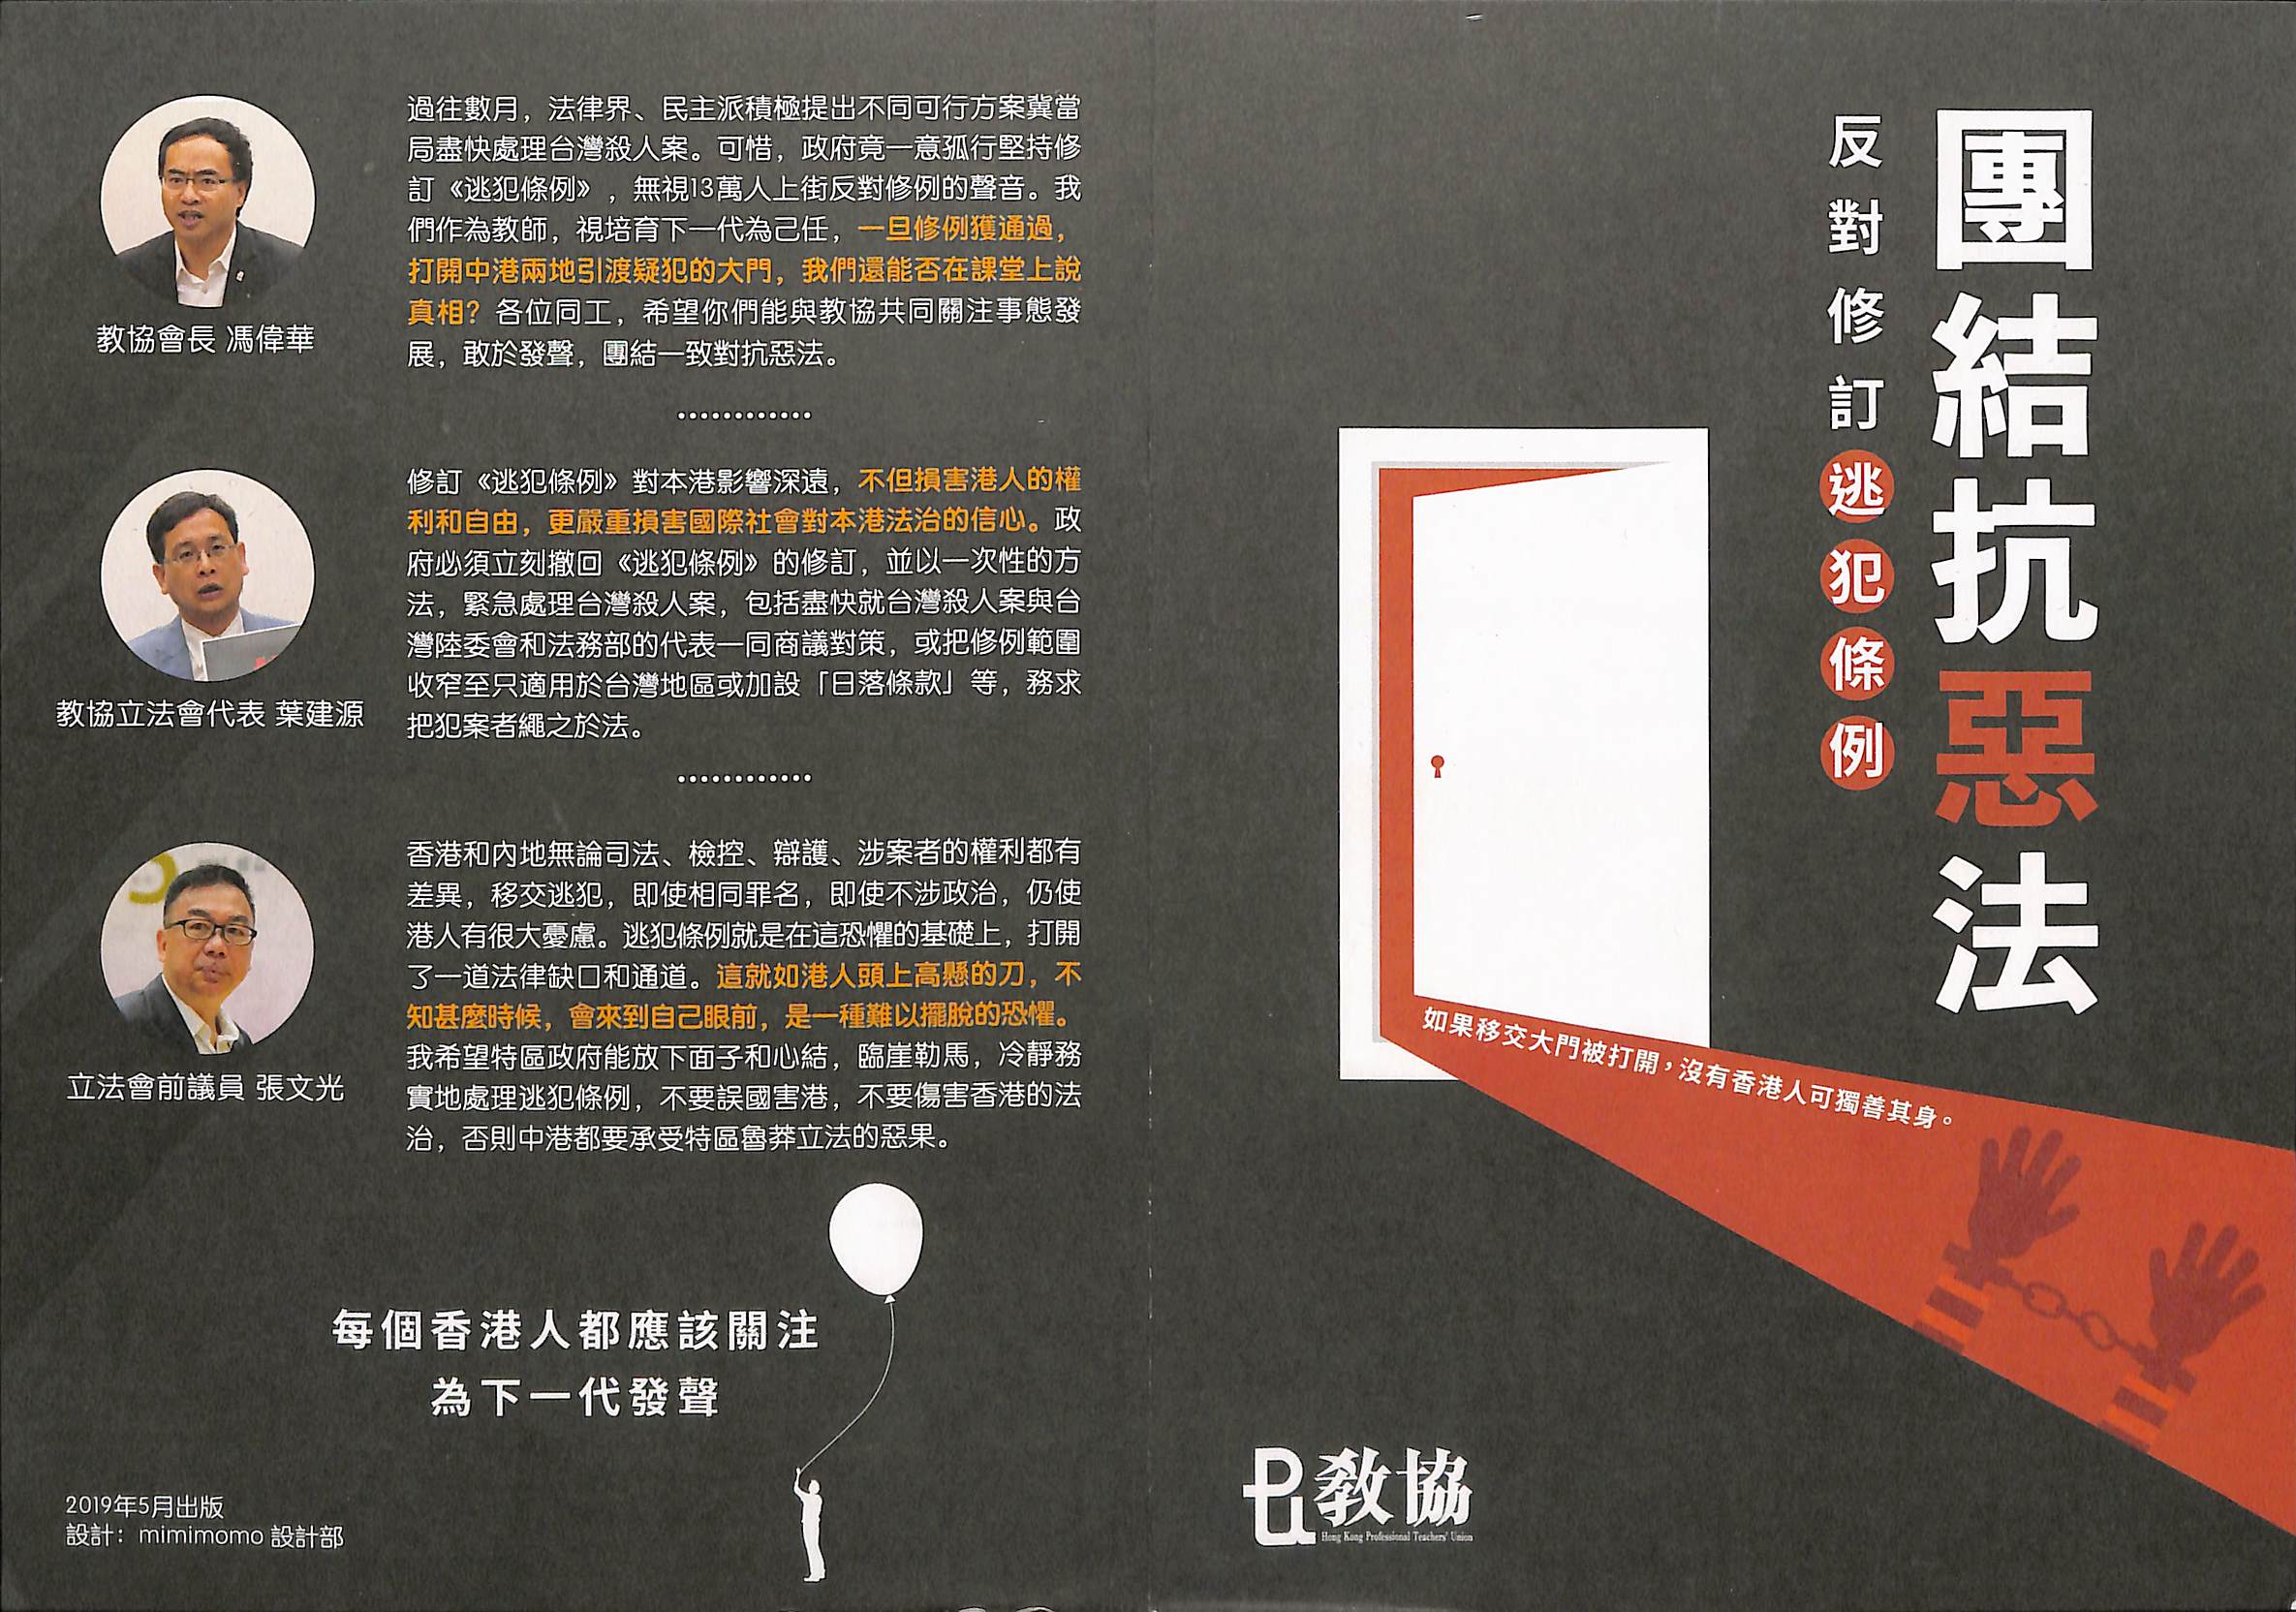 團結抗惡法
反對修訂逃犯條例
如果移交大門被打開，沒有香港人可獨善其身。
教協
Hong Kong Professional Teachers' Union
過往數月，法律界、民主派積極提出不同可行方案冀當
局盡快處理台灣殺人案。可惜，政府竟一意孤行堅持修
訂《逃犯條例》，無視13萬人上街反對修例的聲音。我
們作為教師，視培育下一代為己任，一旦修例獲通過，
打開中港兩地引渡疑犯的大門，我們還能否在課堂上說
真相？各位同工，希望你們能與教協共同關注事態發
展，敢於發聲，團結一致對抗惡法。
教協會長 馮偉華
修訂《逃犯條例》對本港影響深遠，不但損害港人的權
利和自由，更嚴重損害國際社會對本港法治的信心。政
府必須立刻撤回《逃犯條例》的修訂，並以一次性的方
法，緊急處理台灣殺人案，包括盡快就台灣殺人案與台
灣陸委會和法務部的代表一同商議對策，或把修例範圍
收窄至只適用於台灣地區或加設「日落條款」等，務求
把犯案者繩之於法。
教協立法會代表 葉建源
香港和內地無論司法、檢控、辯護、涉案者的權利都有
差異，移交逃犯，即使相同罪名，即使不涉政治，仍使
港人有很大憂慮。逃犯條例就是在這恐懼的基礎上，打開
了一道法律缺口和通道。這就如港人頭上高懸的刀，不
知甚麼時候，會來到自己眼前，是一種難以擺脫的恐懼。
我希望特區政府能放下面子和心結，臨崖勒馬，冷靜務
實地處理逃犯條例，不要誤國害港，不要傷害香港的法
治，否則中港都要承受特區魯莽立法的惡果。
立法會前議員 張文光
每個香港人都應該關注
為下一代發聲
2019年5月出版
設計：mimimomo 設計部